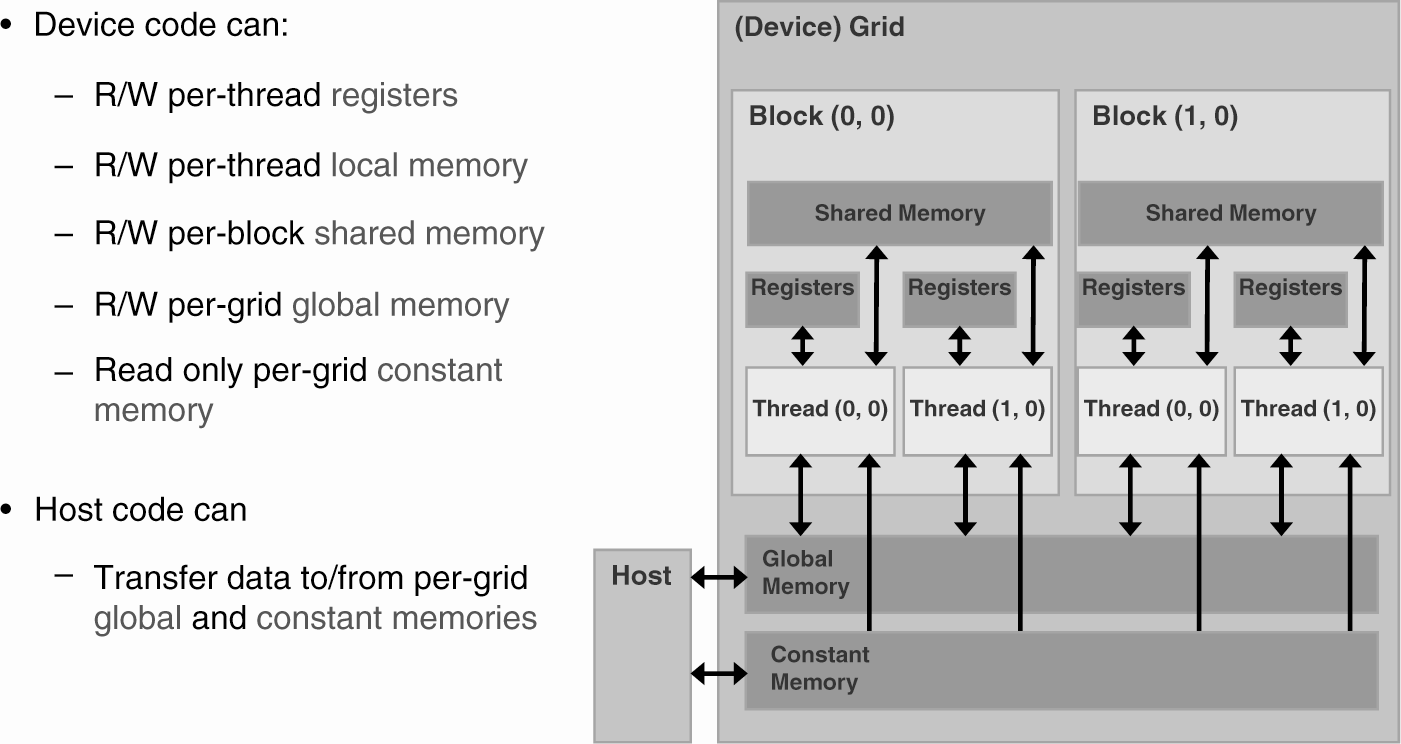 • Device code can:
– R/W per-thread registers
– R/W per-thread local memory
– R/W per-block shared memory
– R/W per-grid global memory
– Read only per-grid constant
memory
• Host code can
– Transfer data to/from per-grid
global and constant memories
(Device) Grid
Block (0, 0)
Shared Memory
Registers
Registers
Thread (0, 0)
Thread (1, 0)
Block (1, 0)
Shared Memory
Registers
Registers
Thread (0, 0)
Thread (1, 0)
Host
Global
Memory
Constant
Memory